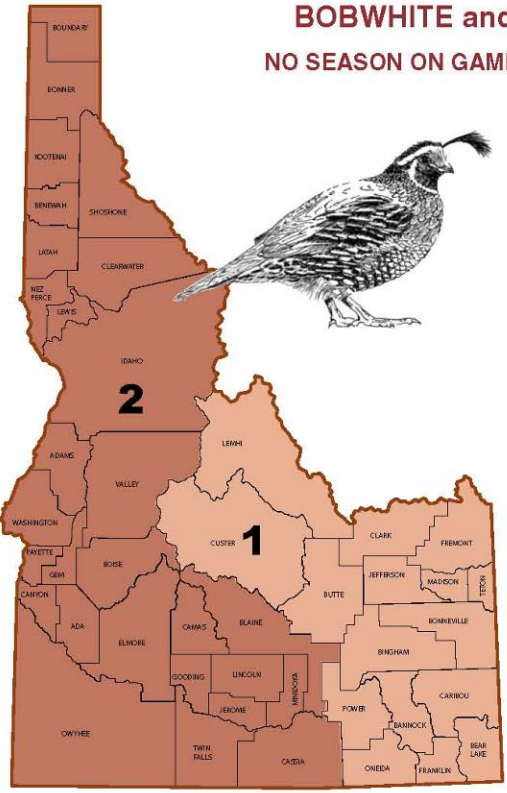 BOBWHITE and
NO SEASON ON GAM
BOUNDARY
BONNER
KOOTENAI
BENEWAH
SHOSHONE
LATAH
CLEARWATER
NEZ
PERCE
LEWIS
IDAHO
2
LEMHI
ADAMS
VALLEY
WASHINGTON
CUSTER
1
CLARK
FREMONT
PAYETTE
GEM
BOISE
JEFFERSON
MADISON
TETON
CANYON
BUTTE
ADA
ELMORE
CAMAS
BLAINE
BONNEVILLE
BINGHAM
GOODING
LINCOLN
MINIDOKA
JEROME
POWER
CARIBOU
BANNOCK
OWYHEE
TWIN
FALLS
CASSIA
ONEIDA
FRANKLIN
BEAR
LAKE